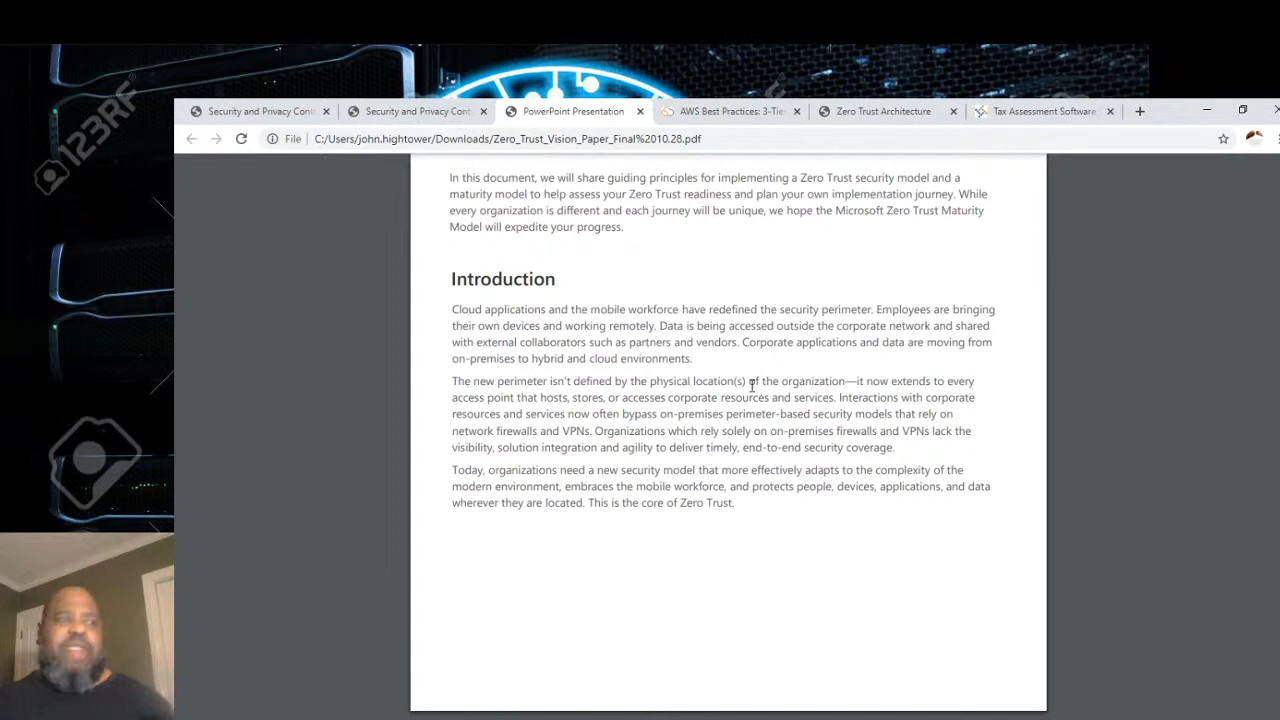 123RF
Security and Privacy Cont
Security and Privacy Cont
PowerPoint Presentation
AWS Best Practices: 3-Tie
Zero Trust Architecture
Tax Assessment Software
File
C:/Users/john.hightower/Downloads/Zero_Trust_Vision_Paper_Final%2010.28.pdf
In this document, we will share guiding principles for implementing a Zero Trust security model and a
maturity model to help assess your Zero Trust readiness and plan your own implementation journey. While
every organization is different and each journey will be unique, we hope the Microsoft Zero Trust Maturity
Model will expedite your progress.
Introduction
Cloud applications and the mobile workforce have redefined the security perimeter. Employees are bringing
their own devices and working remotely. Data is being accessed outside the corporate network and shared
with external collaborators such as partners and vendors. Corporate applications and data are moving from
on-premises to hybrid and cloud environments.
The new perimeter isn't defined by the physical location(s) of the organization—it now extends to every
access point that hosts, stores, or accesses corporate resources and services. Interactions with corporate
resources and services now often bypass on-premises perimeter-based security models that rely on
network firewalls and VPNs. Organizations which rely solely on on-premises firewalls and VPNs lack the
visibility, solution integration and agility to deliver timely, end-to-end security coverage.
Today, organizations need a new security model that more effectively adapts to the complexity of the
modern environment, embraces the mobile workforce, and protects people, devices, applications, and data
wherever they are located. This is the core of Zero Trust.